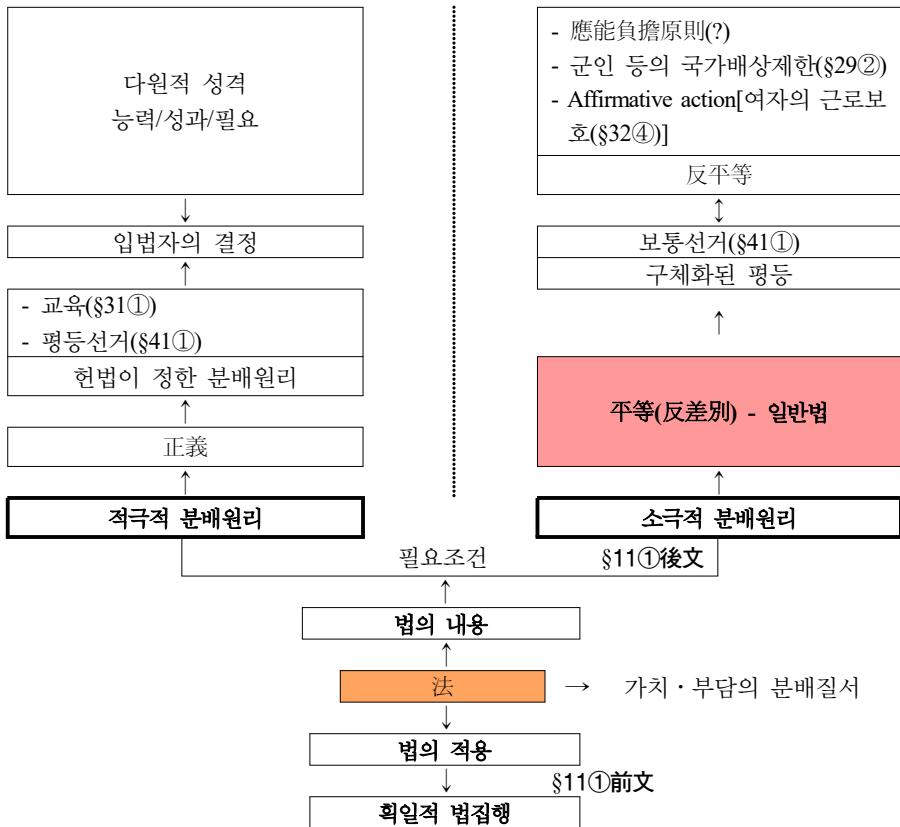 다원적 성격
능력/성과/필요
↓
입법자의 결정
↑
- 교육(§31①)
- 평등선거(§41①)
헌법이 정한 분배원리
↑
正義
↑
적극적 분배원리
- 應能負擔原則(?)
- 군인 등의 국가배상제한(§29②)
- Affirmative action[여자의 근로보
호(§32④)]
反平等
↕
보통선거(§41①)
구체화된 평등
↑
平等(反差別) - 일반법
↑
소극적 분배원리
필요조건
§11①後文
↑
법의 내용
↑
法 → 가치・부담의 분배질서
↓
법의 적용
↓ §11①前文
획일적 법집행